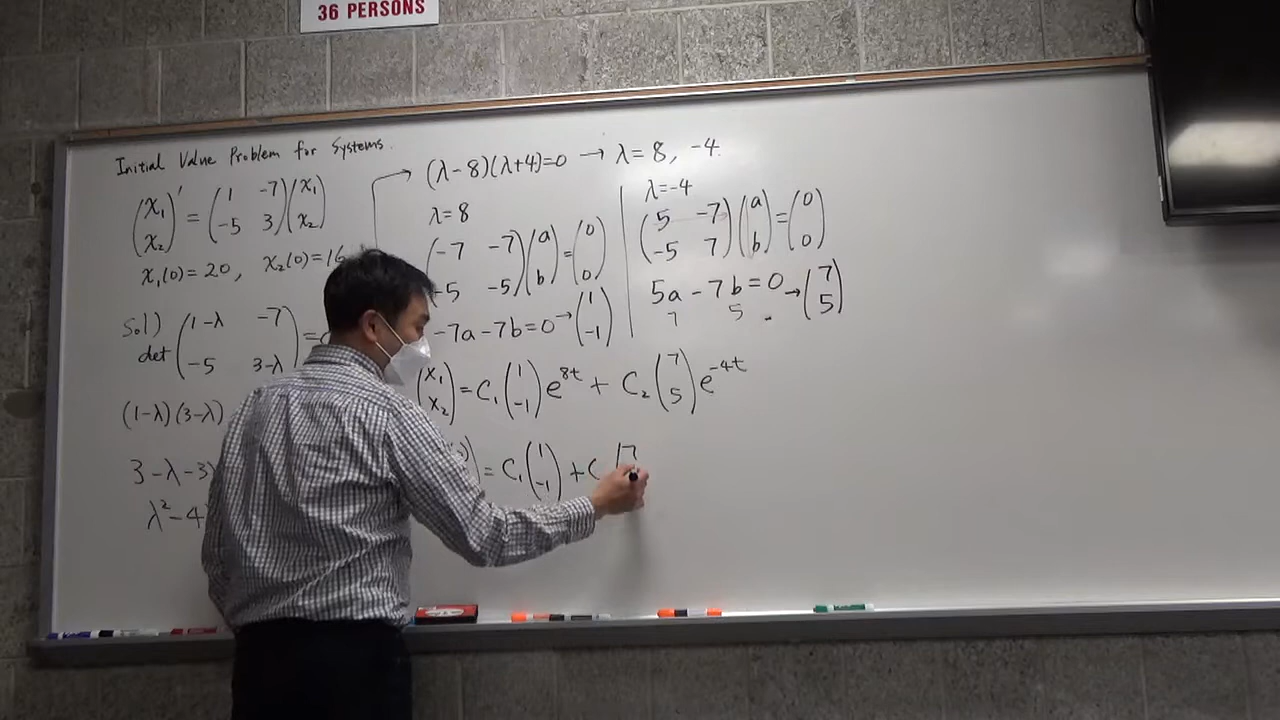 36 PERSONS
Initial Value Problem for Systems.
(x₁ x₂)' = (1 -7; -5 3)(x₁ x₂)
x₁(0)=20, x₂(0)=16
Sol) det (1-λ -7; -5 3-λ) =
(1-λ)(3-λ)
3-λ-3
λ²-4
(λ-8)(λ+4)=0 → λ=8, -4.
λ=8
(-7 -7; -5 -5)(a b)=(0 0)
-7a-7b=0→(1 -1)
λ=-4
(5 -7; -5 7)(a b)=(0 0)
5a-7b=0→(7 5)
7 5
(x₁ x₂)=C₁(1 -1)e^8t + C₂(7 5)e^-4t
= C₁(1 -1)+C (7